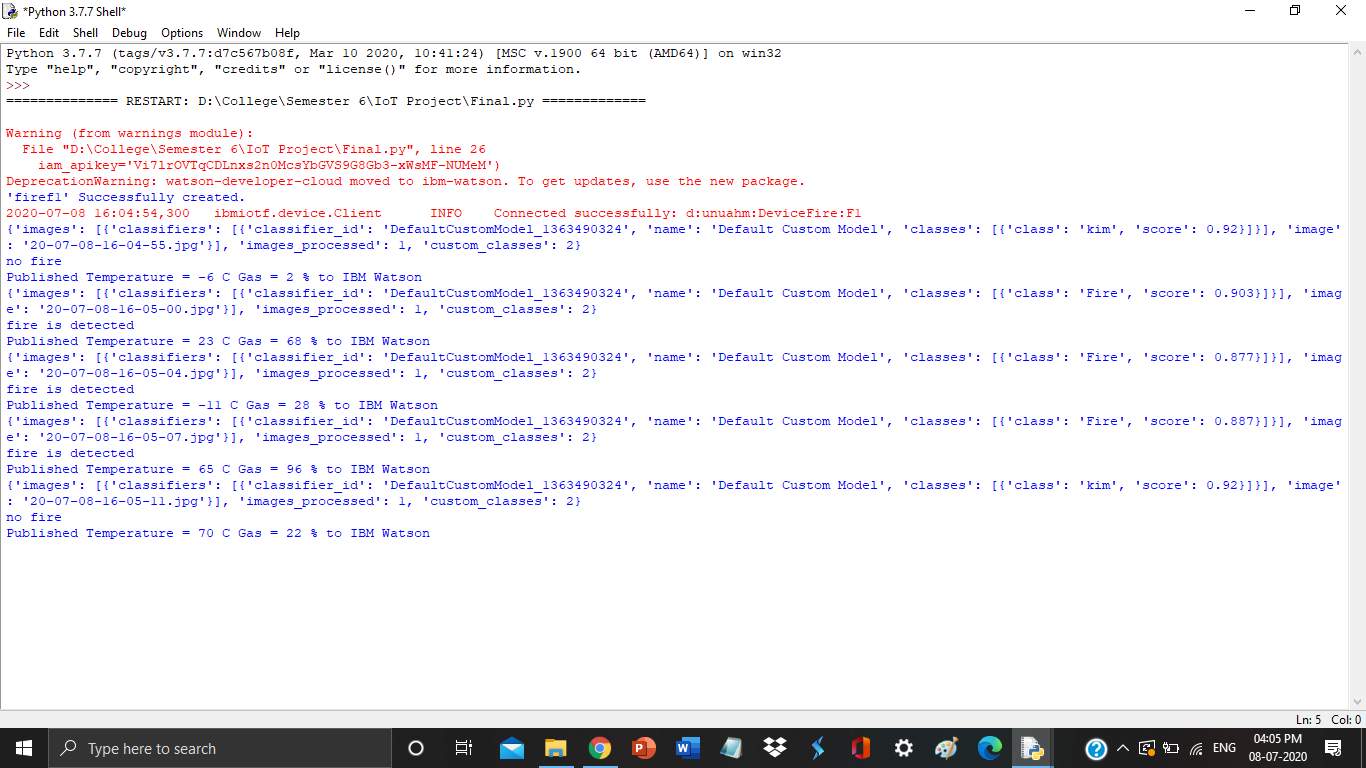 *Python 3.7.7 Shell*
File Edit Shell Debug Options Window Help
Python 3.7.7 (tags/v3.7.7:d7c567b08f, Mar 10 2020, 10:41:24) [MSC v.1900 64 bit (AMD64)] on win32
Type "help", "copyright", "credits" or "license()" for more information.
>>>
============== RESTART: D:\College\Semester 6\IoT Project\Final.py =============
Warning (from warnings module):
File "D:\College\Semester 6\IoT Project\Final.py", line 26
iam_apikey='Vi7lrOVTqCDLnxs2n0McsYbGVS9G8Gb3-xWsMF-NUMeM')
DeprecationWarning: watson-developer-cloud moved to ibm-watson. To get updates, use the new package.
'firef1' Successfully created.
2020-07-08 16:04:54,300 ibmiotf.device.Client INFO Connected successfully: d:unuahm:DeviceFire:F1
{'images': [{'classifiers': [{'classifier_id': 'DefaultCustomModel_1363490324', 'name': 'Default Custom Model', 'classes': [{'class': 'kim', 'score': 0.92}]}], 'image'
: '20-07-08-16-04-55.jpg'}], 'images_processed': 1, 'custom_classes': 2}
no fire
Published Temperature = -6 C Gas = 2 % to IBM Watson
{'images': [{'classifiers': [{'classifier_id': 'DefaultCustomModel_1363490324', 'name': 'Default Custom Model', 'classes': [{'class': 'Fire', 'score': 0.903}]}], 'imag
e': '20-07-08-16-05-00.jpg'}], 'images_processed': 1, 'custom_classes': 2}
fire is detected
Published Temperature = 23 C Gas = 68 % to IBM Watson
{'images': [{'classifiers': [{'classifier_id': 'DefaultCustomModel_1363490324', 'name': 'Default Custom Model', 'classes': [{'class': 'Fire', 'score': 0.877}]}], 'imag
e': '20-07-08-16-05-04.jpg'}], 'images_processed': 1, 'custom_classes': 2}
fire is detected
Published Temperature = -11 C Gas = 28 % to IBM Watson
{'images': [{'classifiers': [{'classifier_id': 'DefaultCustomModel_1363490324', 'name': 'Default Custom Model', 'classes': [{'class': 'Fire', 'score': 0.887}]}], 'imag
e': '20-07-08-16-05-07.jpg'}], 'images_processed': 1, 'custom_classes': 2}
fire is detected
Published Temperature = 65 C Gas = 96 % to IBM Watson
{'images': [{'classifiers': [{'classifier_id': 'DefaultCustomModel_1363490324', 'name': 'Default Custom Model', 'classes': [{'class': 'kim', 'score': 0.92}]}], 'image'
: '20-07-08-16-05-11.jpg'}], 'images_processed': 1, 'custom_classes': 2}
no fire
Published Temperature = 70 C Gas = 22 % to IBM Watson
Ln: 5 Col: 0
Type here to search
ENG
04:05 PM
08-07-2020